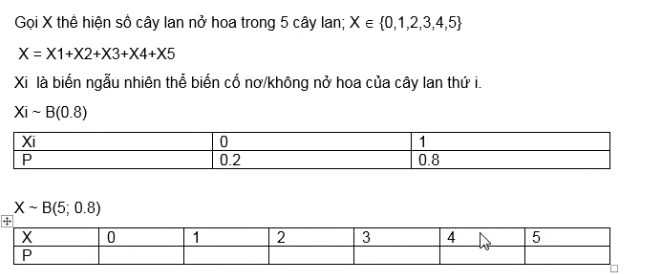 Gọi X thể hiện số cây lan nở hoa trong 5 cây lan; X ∈ {0,1,2,3,4,5}
X = X1+X2+X3+X4+X5
Xi là biến ngẫu nhiên thể biến cố nơ/không nở hoa của cây lan thứ i.
Xi ~ B(0.8)
Xi 0 1
P 0.2 0.8
X ~ B(5; 0.8)
X 0 1 2 3 4 5
P